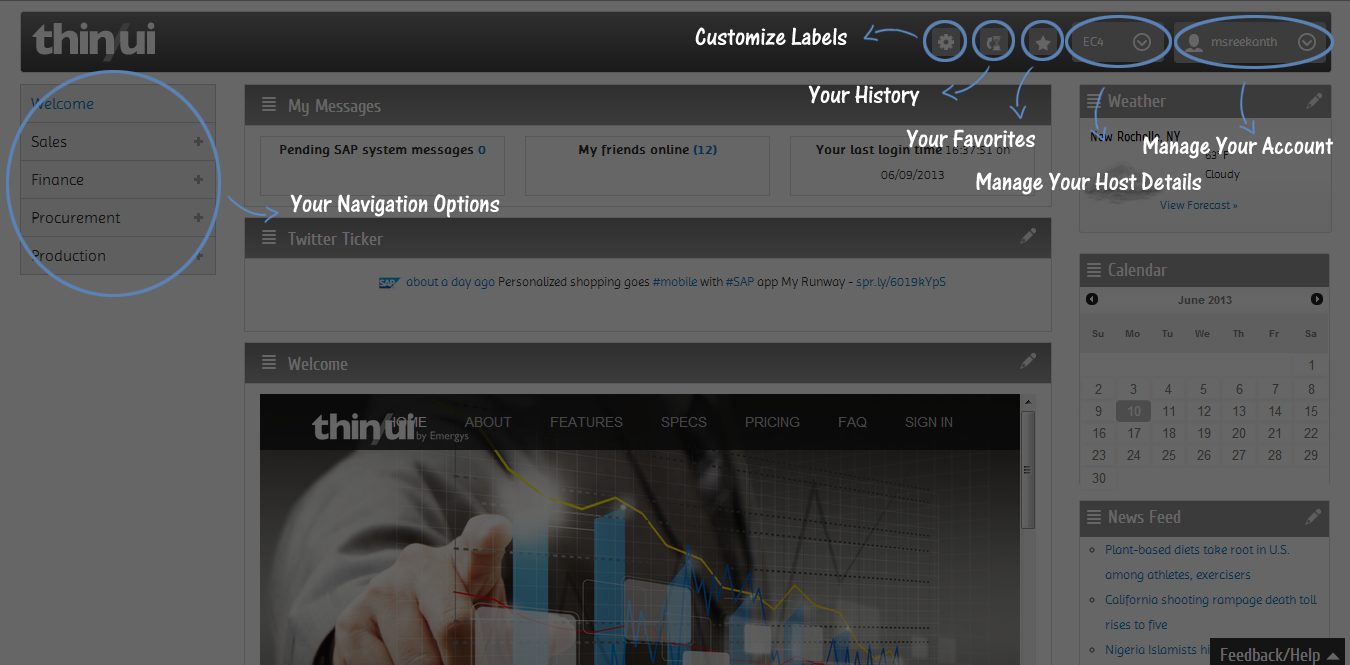 thin/ui
Customize Labels
EC4
msreekanth
Your History
Your Favorites
Manage Your Account
Manage Your Host Details
Your Navigation Options
Welcome
Sales
Finance
Procurement
Production
My Messages
Pending SAP system messages 0
My friends online (12)
Your last login time 16:37:51 on
06/09/2013
Twitter Ticker
SAP about a day ago Personalized shopping goes #mobile with #SAP app My Runway - spr.ly/6019kYpS
Welcome
thin/ui by Emergys
HOME ABOUT FEATURES SPECS PRICING FAQ SIGN IN
Weather
New Rochelle, NY
63° F
Cloudy
View Forecast »
Calendar
June 2013
Su Mo Tu We Th Fr Sa
1
2 3 4 5 6 7 8
9 10 11 12 13 14 15
16 17 18 19 20 21 22
23 24 25 26 27 28 29
30
News Feed
Plant-based diets take root in U.S.
among athletes, exercisers
California shooting rampage death toll
rises to five
Nigeria Islamists
Feedback/Help